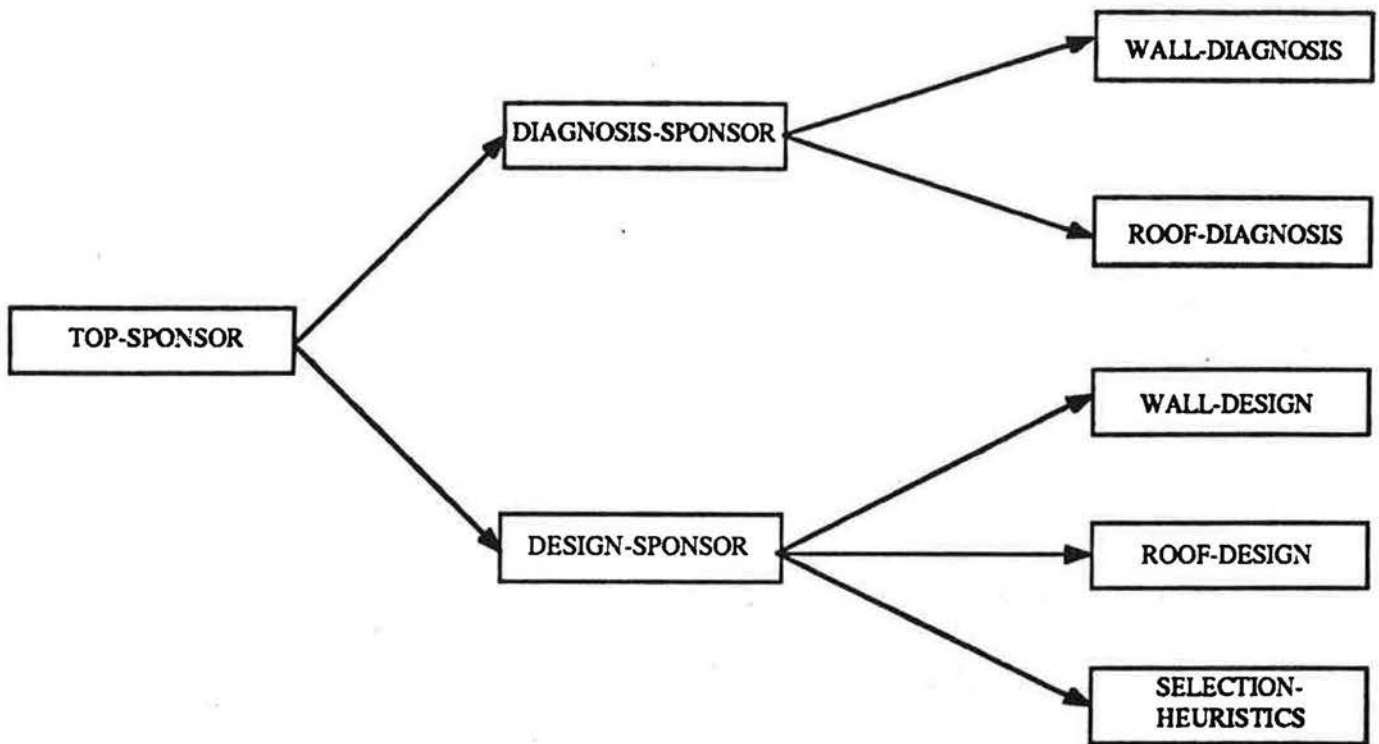 WALL-DIAGNOSIS
DIAGNOSIS-SPONSOR
ROOF-DIAGNOSIS
TOP-SPONSOR
WALL-DESIGN
DESIGN-SPONSOR
ROOF-DESIGN
SELECTION-
HEURISTICS